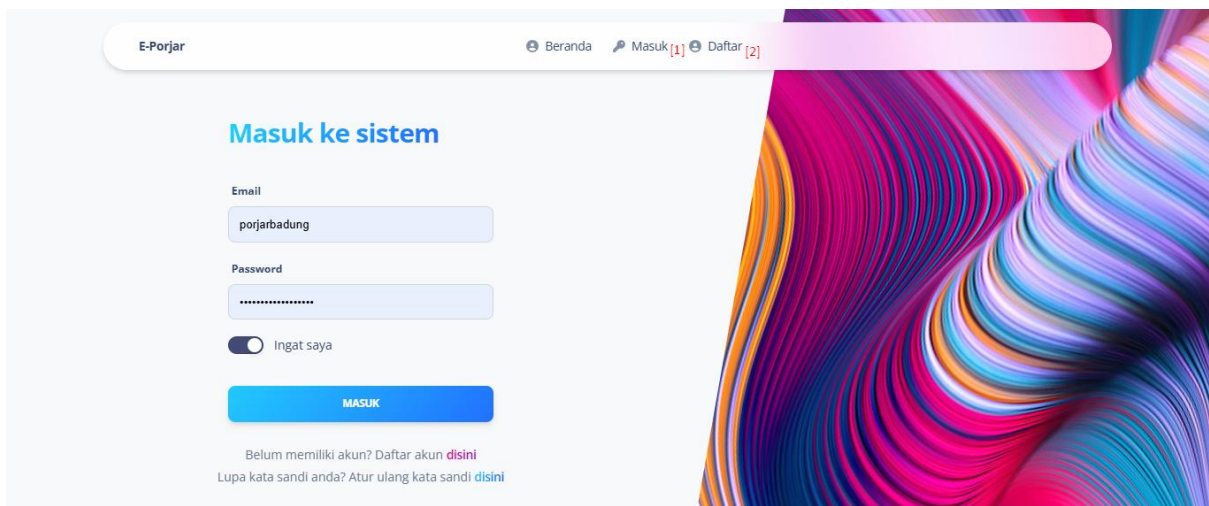 E-Porjar Beranda Masuk [1] Daftar [2]
Masuk ke sistem
Email
porjarbadung
Password
Ingat saya
MASUK
Belum memiliki akun? Daftar akun disini
Lupa kata sandi anda? Atur ulang kata sandi disini